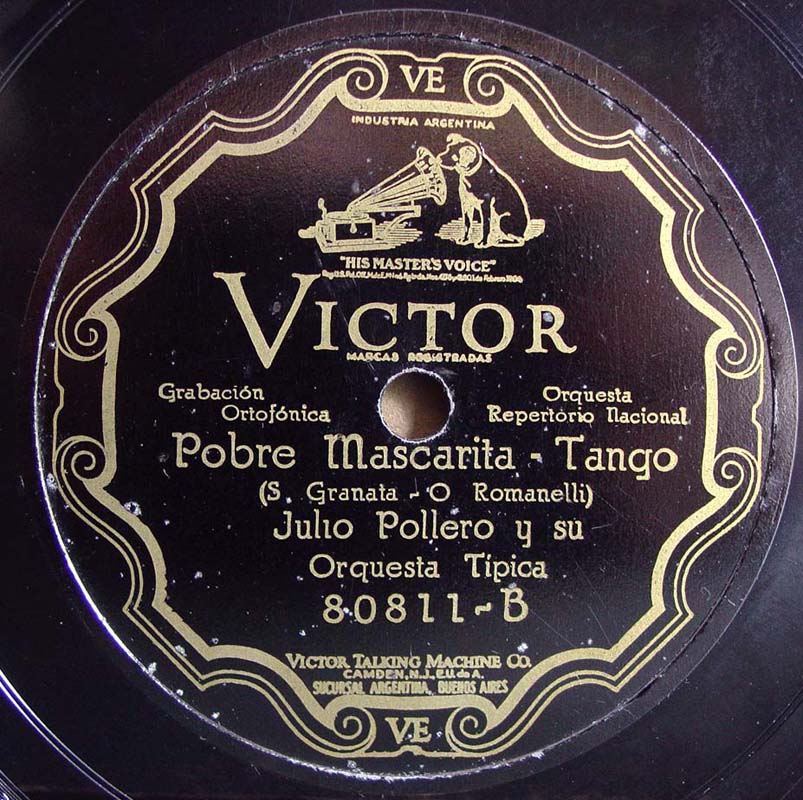 VE
INDUSTRIA ARGENTINA
"HIS MASTER'S VOICE"
VICTOR
MARCAS REGISTRADAS
Grabación Ortofónica
Orquesta Repertorio Nacional
Pobre Mascarita - Tango
(S. Granata - O Romanelli)
Julio Pollero y su
Orquesta Típica
80811-B
VICTOR TALKING MACHINE CO.
CAMDEN, N.J., E.U. de A.
SUCURSAL ARGENTINA, BUENOS AIRES
VE